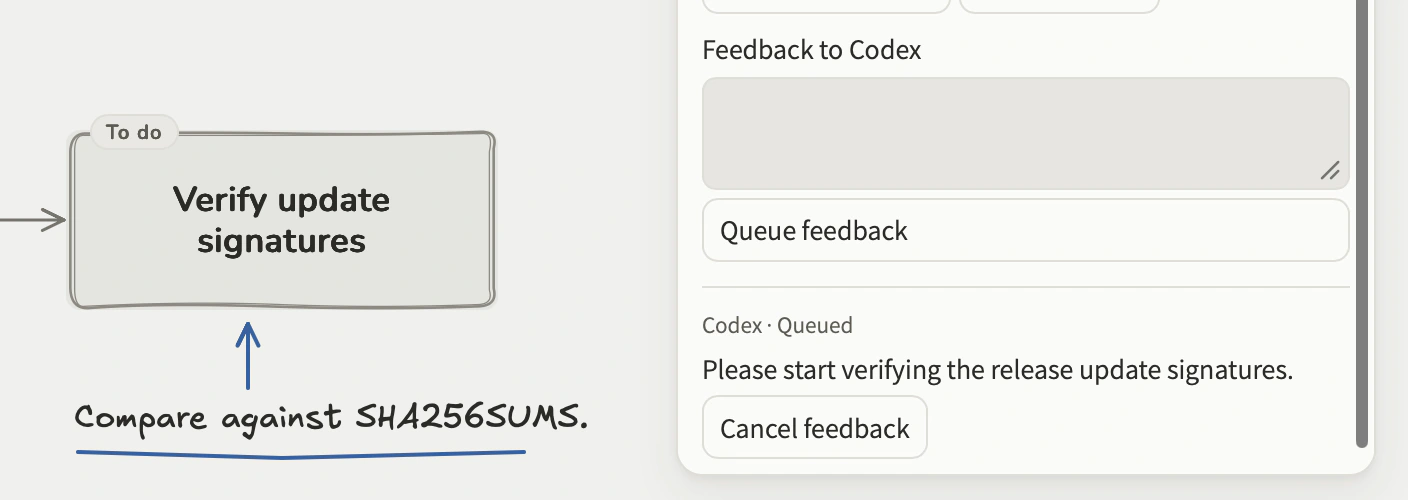 To do
Verify update
signatures
Compare against SHA256SUMS.
Feedback to Codex
Queue feedback
Codex · Queued
Please start verifying the release update signatures.
Cancel feedback